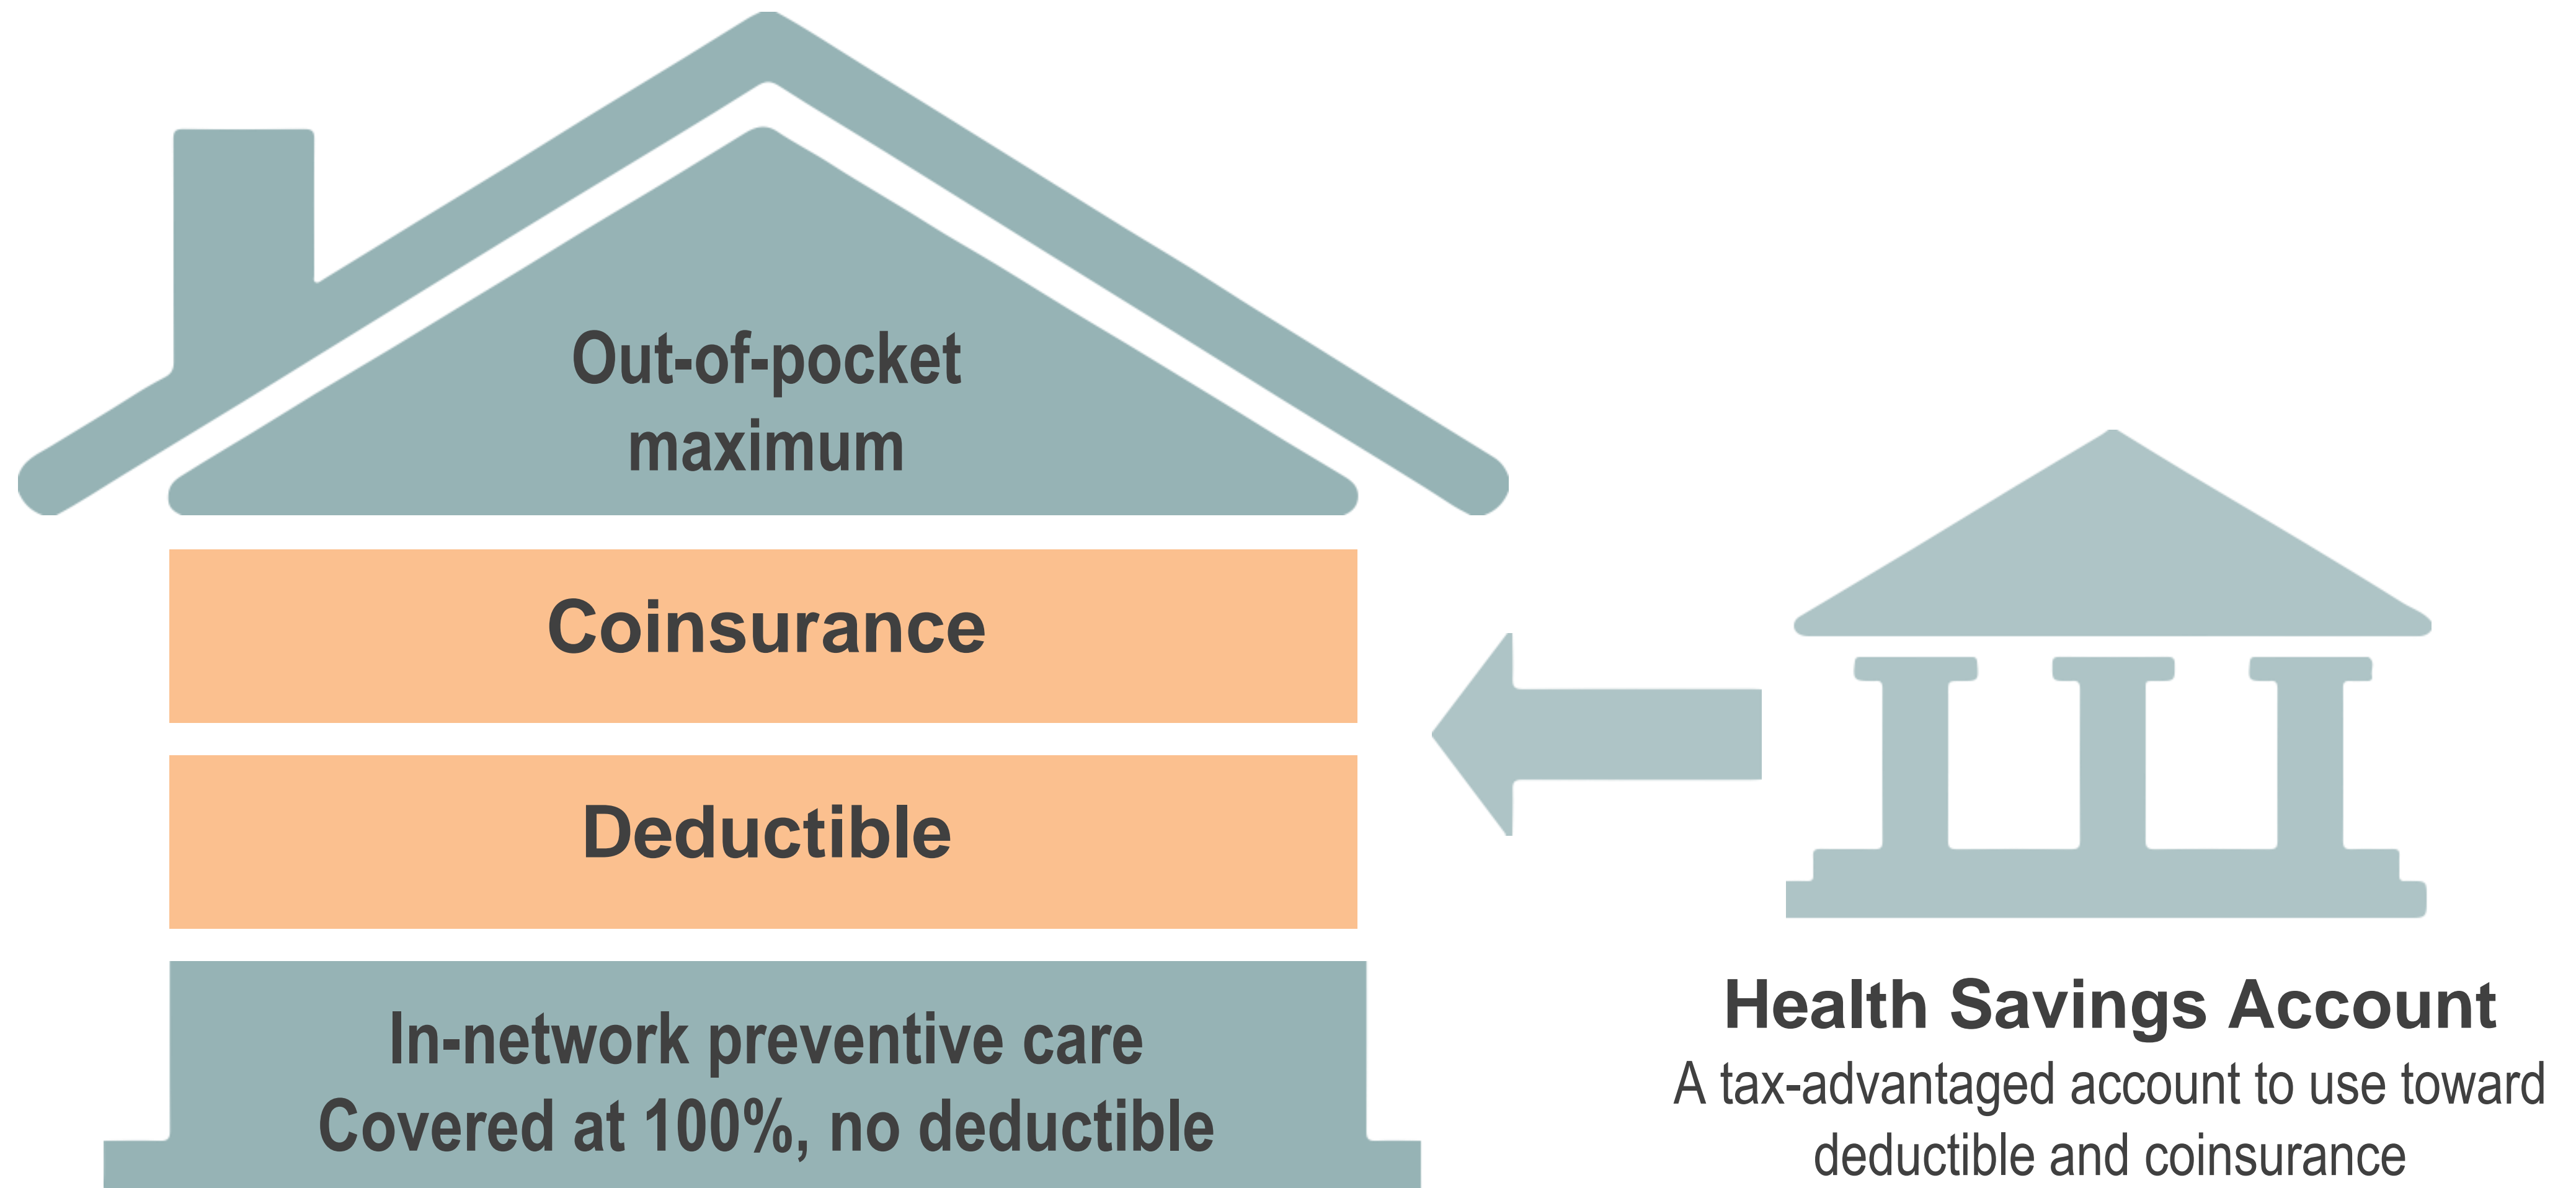 Out-of-pocket
maximum
Coinsurance
Deductible
In-network preventive care
Covered at 100%, no deductible
Health Savings Account
A tax-advantaged account to use toward
deductible and coinsurance